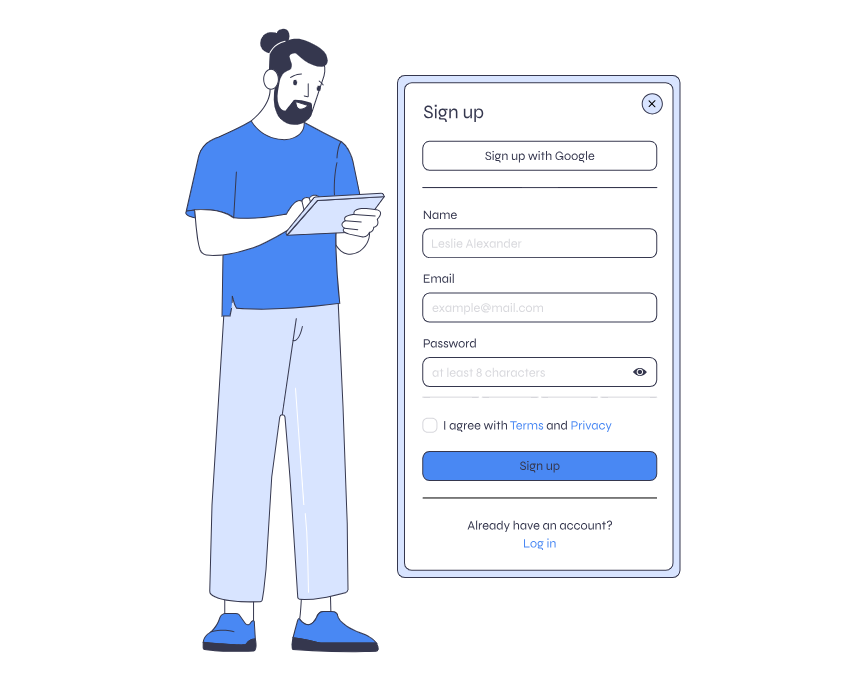 Sign up
Sign up with Google
Name
Leslie Alexander
Email
example@mail.com
Password
at least 8 characters
I agree with Terms and Privacy
Sign up
Already have an account?
Log in